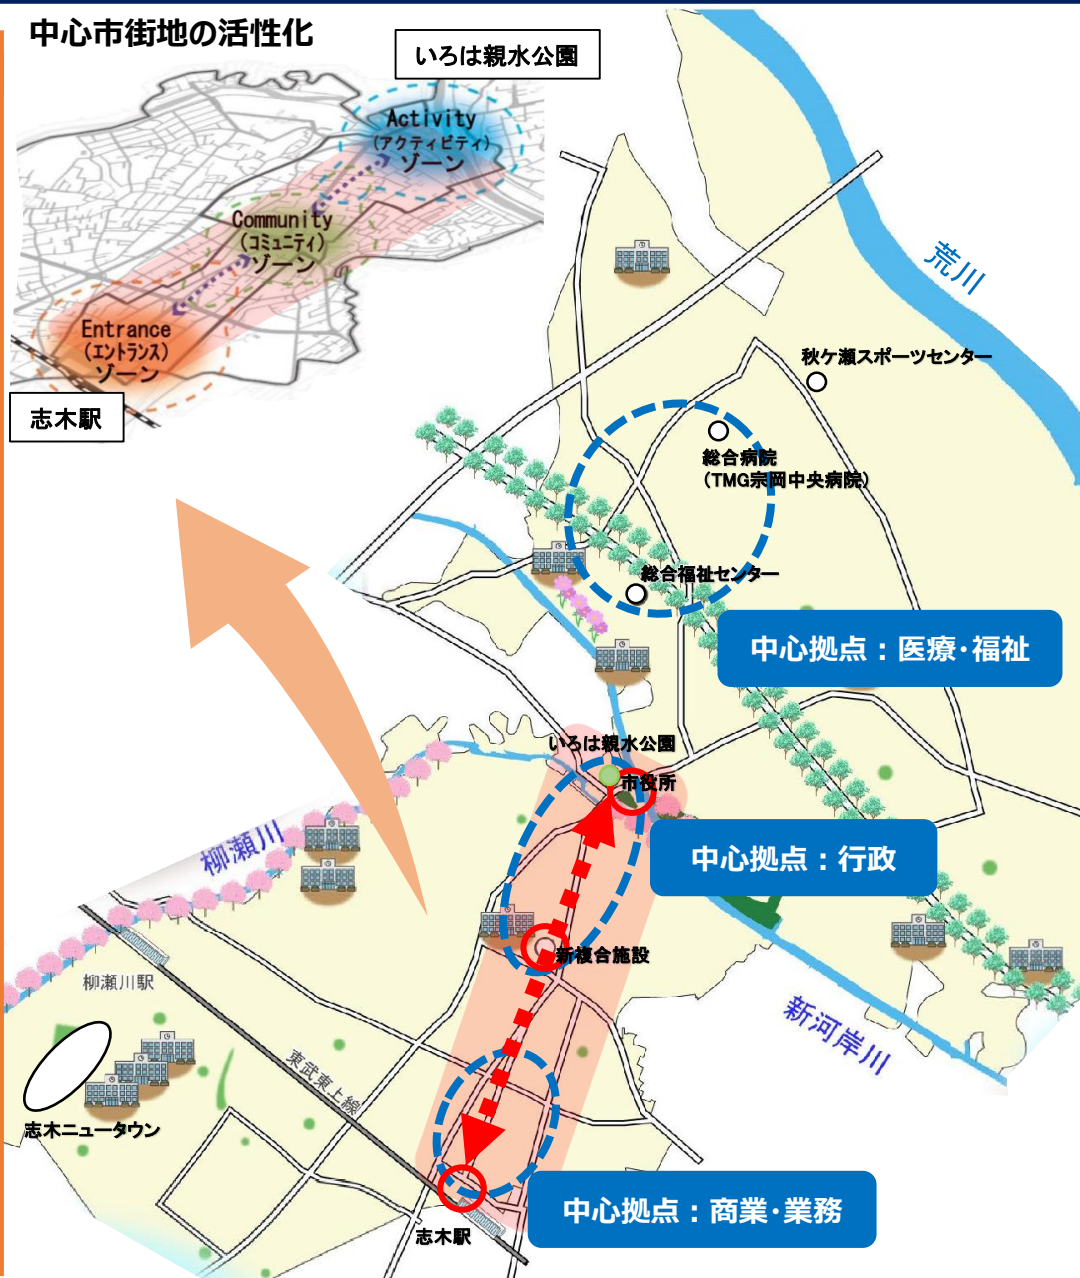 中心市街地の活性化
いろは親水公園
Activity
(アクティビティ)
ゾーン
Community
(コミュニティ)
ゾーン
Entrance
(エントランス)
ゾーン
志木駅
荒川
秋ケ瀬スポーツセンター
総合病院
(TMG宗岡中央病院)
総合福祉センター
中心拠点：医療・福祉
いろは親水公園
市役所
中心拠点：行政
柳瀬川
新複合施設
柳瀬川駅
新河岸川
東武東上線
志木ニュータウン
中心拠点：商業・業務
志木駅